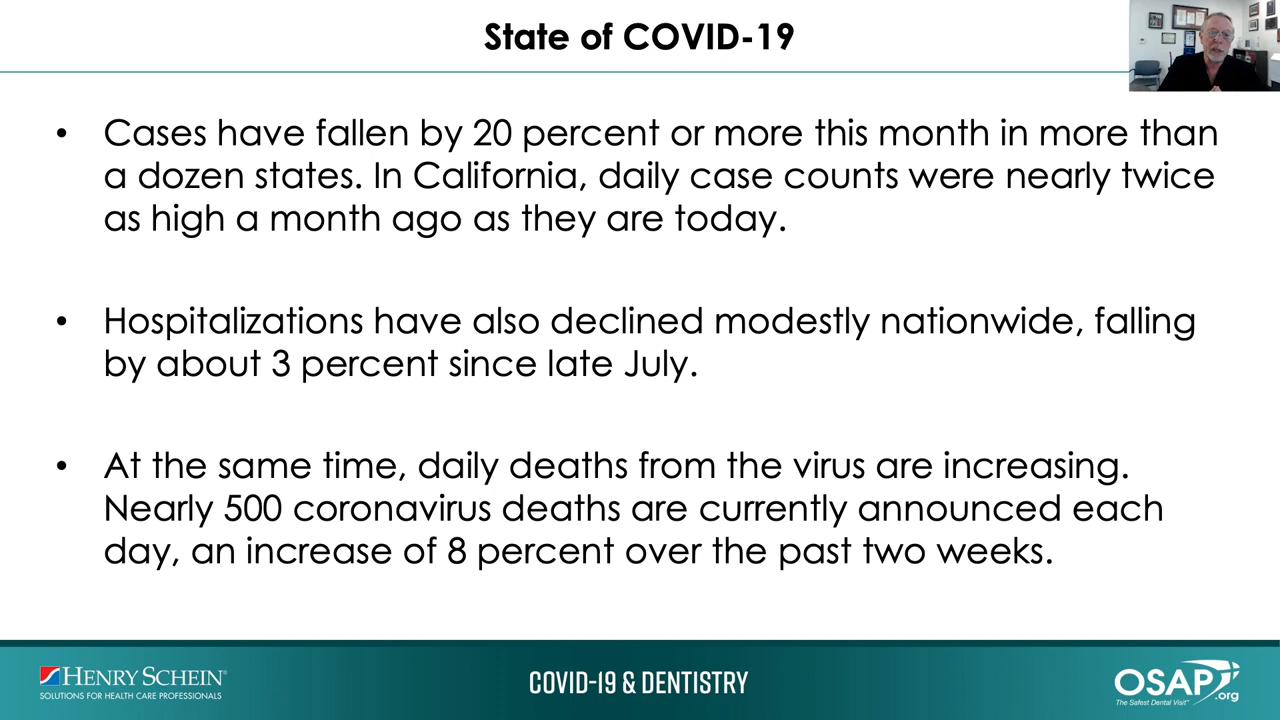 State of COVID-19
• Cases have fallen by 20 percent or more this month in more than
a dozen states. In California, daily case counts were nearly twice
as high a month ago as they are today.
• Hospitalizations have also declined modestly nationwide, falling
by about 3 percent since late July.
• At the same time, daily deaths from the virus are increasing.
Nearly 500 coronavirus deaths are currently announced each
day, an increase of 8 percent over the past two weeks.
HENRY SCHEIN®
SOLUTIONS FOR HEALTH CARE PROFESSIONALS
COVID-19 & DENTISTRY
OSAP.org
The Safest Dental Visit™